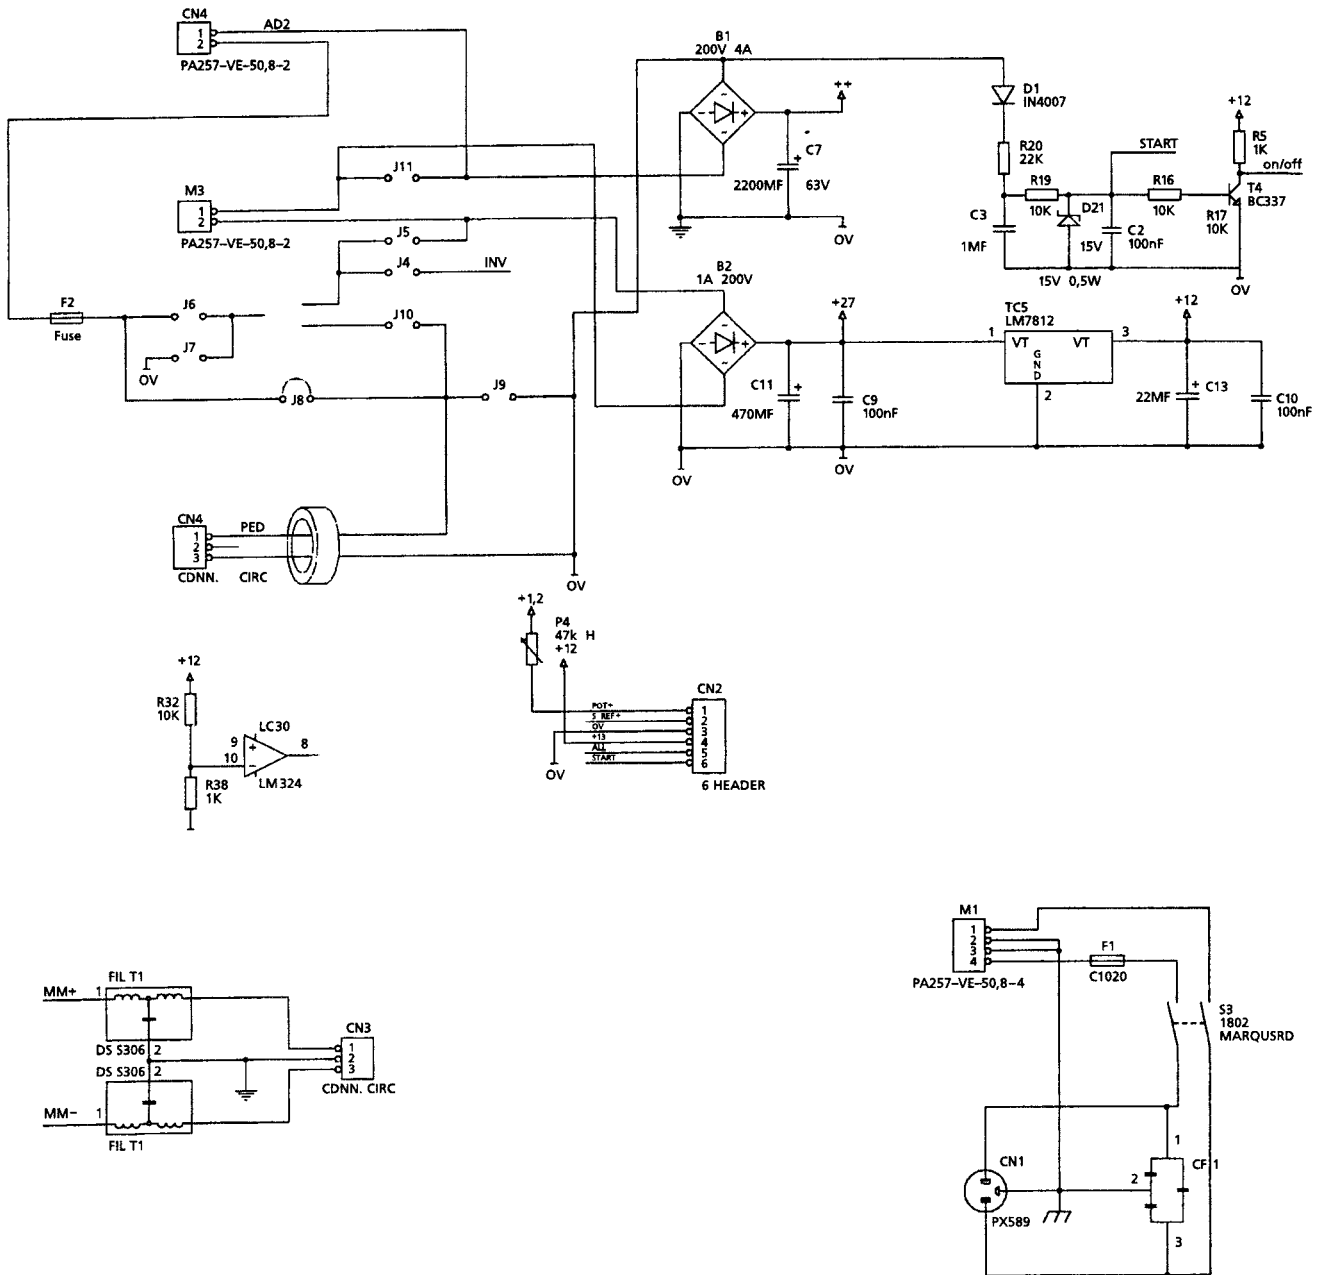 CN4
AD2
1
2
PA257-VE-50,8-2
B1
200V 4A
++
D1
IN4007
+12
R5
1K
R20
22K
START
on/off
J11
+
C7
2200MF
63V
M3
1
2
PA257-VE-50,8-2
R19
10K
D21
R16
10K
T4
BC337
R17
10K
C3
1MF
15V
C2
100nF
15V 0,5W
OV
OV
J5
J4
INV
B2
1A 200V
F2
Fuse
J6
J10
J7
OV
J8
J9
+27
TC5
LM7812
+12
1
VT
VT
3
G
N
D
2
C11
+
470MF
C9
100nF
+
C13
22MF
C10
100nF
OV
OV
CN4
1
2
3
PED
CDNN.
CIRC
OV
+1,2
P4
47k H
+12
+12
R32
10K
LC30
9
+
8
10
-
LM324
R38
1K
CN2
POT+
1
S REF+
2
OV
3
+13
4
ALL
5
START
6
OV
6 HEADER
M1
1
2
3
4
PA257-VE-50,8-4
F1
C1020
S3
1802
MARQUSRD
FIL T1
MM+
1
DS S306
2
DS S306
2
MM-
1
FIL T1
CN3
1
2
3
CDNN. CIRC
1
CN1
CF 1
2
PX589
3